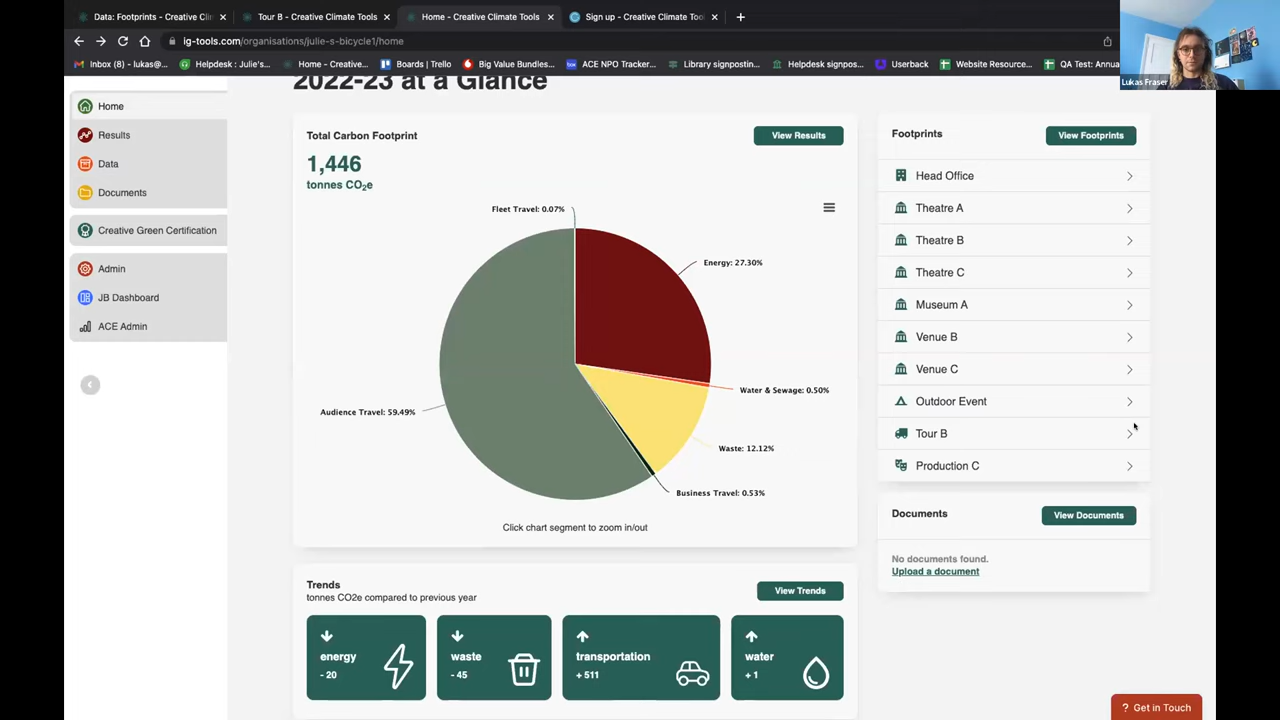 Data: Footprints - Creative Cli
Tour B - Creative Climate Tools
Home - Creative Climate Tools
Sign up - Creative Climate Tool
ig-tools.com/organisations/julie-s-bicycle1/home
Inbox (8) - lukas@...
Helpdesk : Julie's...
Home - Creative...
Boards | Trello
Big Value Bundles...
ACE NPO Tracker...
Library signposting...
Helpdesk signpos...
Userback
Website Resource...
QA Test: Annua
Lukas Fraser
Home
Results
Data
Documents
Creative Green Certification
Admin
JB Dashboard
ACE Admin
2022-23 at a Glance
Total Carbon Footprint
View Results
1,446
tonnes CO2e
Fleet Travel: 0.07%
Energy: 27.30%
Water & Sewage: 0.50%
Audience Travel: 59.49%
Waste: 12.12%
Business Travel: 0.53%
Click chart segment to zoom in/out
Trends
tonnes CO2e compared to previous year
View Trends
energy
- 20
waste
- 45
transportation
+ 511
water
+ 1
Footprints
View Footprints
Head Office
Theatre A
Theatre B
Theatre C
Museum A
Venue B
Venue C
Outdoor Event
Tour B
Production C
Documents
View Documents
No documents found.
Upload a document
? Get in Touch